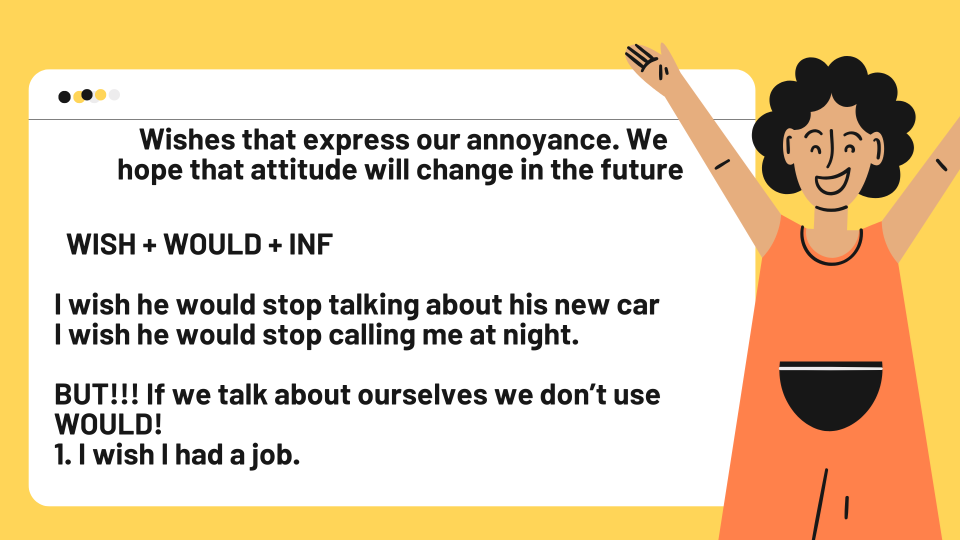 Wishes that express our annoyance. We
hope that attitude will change in the future
WISH + WOULD + INF
I wish he would stop talking about his new car
I wish he would stop calling me at night.
BUT!!! If we talk about ourselves we don’t use
WOULD!
1. I wish I had a job.